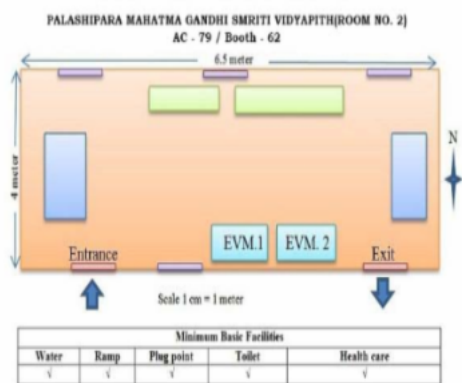 PALASHIPARA MAHATMA GANDHI SMRITI VIDYAPITH(ROOM NO. 2)
AC - 79 / Booth - 62
6.5 meter
4 meter
N
EVM.1 EVM. 2
Entrance Exit
Scale 1 cm = 1 meter
Minimum Basic Facilities
Water Ramp Plug point Toilet Health care
√ √ √ √ √